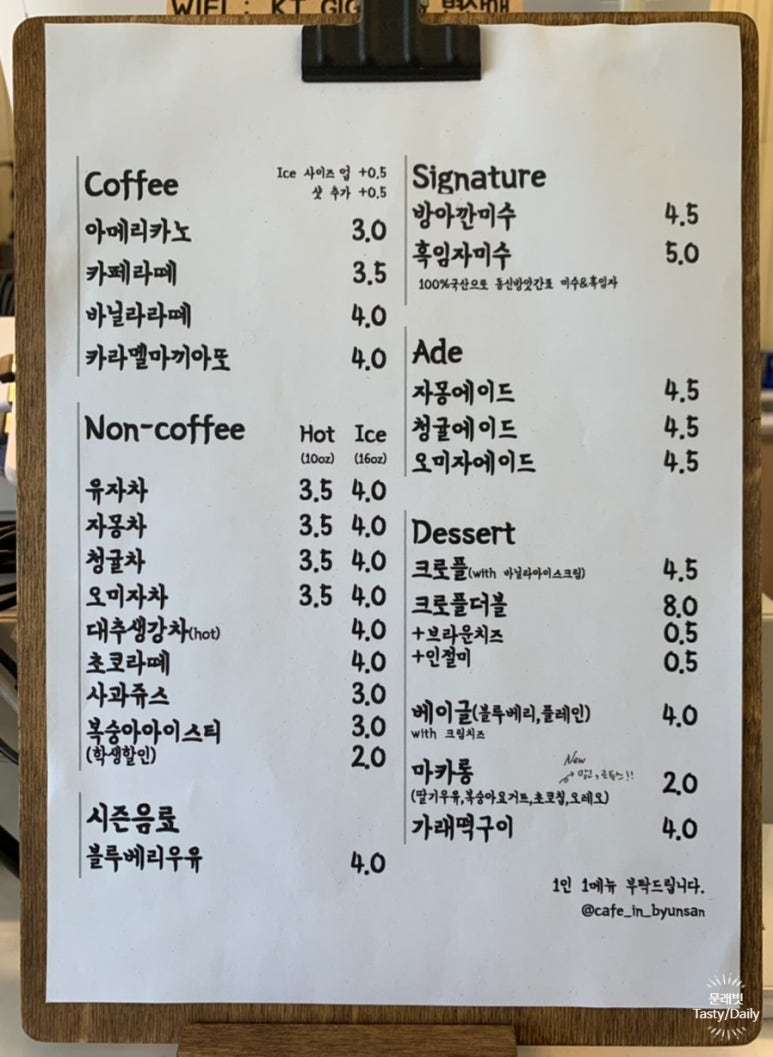 WIFI : KT GIG
Coffee
Ice 사이즈 업 +0.5
샷 추가 +0.5
아메리카노 3.0
카페라떼 3.5
바닐라라떼 4.0
카라멜마끼아또 4.0
Non-coffee
Hot Ice
(10oz) (16oz)
유자차 3.5 4.0
자몽차 3.5 4.0
청귤차 3.5 4.0
오미자차 3.5 4.0
대추생강차(hot) 4.0
초코라떼 4.0
사과쥬스 3.0
복숭아아이스티 3.0
(학생할인) 2.0
시즌음료
블루베리우유 4.0
Signature
방아깐미수 4.5
흑임자미수 5.0
100%국산으로 동신방앗간표 미수&흑임자
Ade
자몽에이드 4.5
청귤에이드 4.5
오미자에이드 4.5
Dessert
크로플(with 바닐라아이스크림) 4.5
크로플더블 8.0
+브라운치즈 0.5
+인절미 0.5
베이글(블루베리,플레인) 4.0
with 크림치즈
New
마카롱 2.0
(딸기우유,복숭아요거트,초코칩,오레오)
가래떡구이 4.0
1인 1메뉴 부탁드립니다.
@cafe_in_byunsan
문래빗
Tasty/Daily